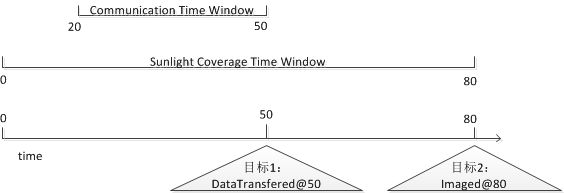 Communication Time Window
20 50
Sunlight Coverage Time Window
0 80
0 50 80
time
目标1：
DataTransfered@50
目标2：
Imaged@80